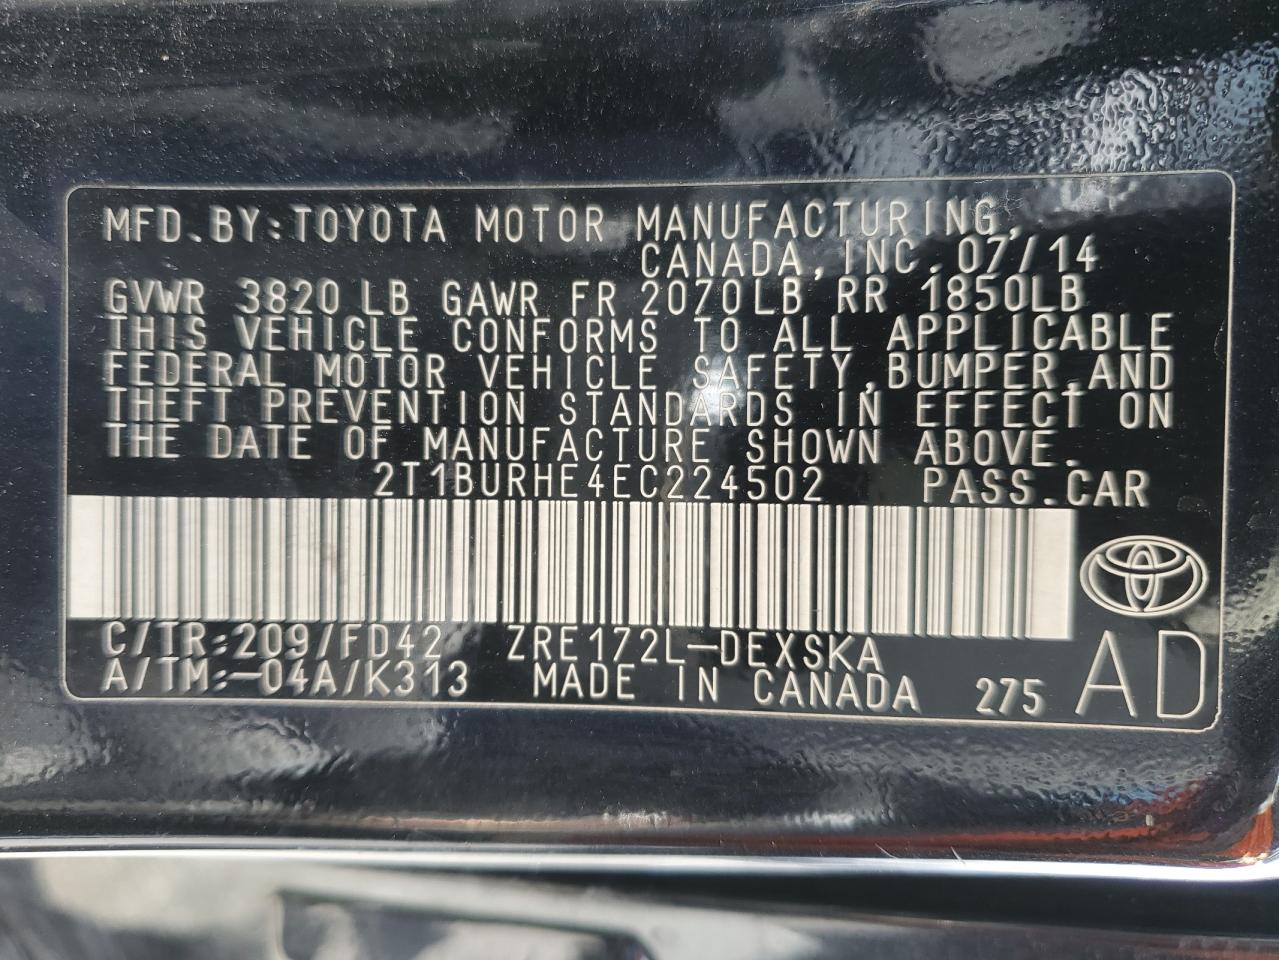 MFD.BY:TOYOTA MOTOR MANUFACTURING,
CANADA,INC.07/14
GVWR 3820 LB GAWR FR 2070LB RR 1850LB
THIS VEHICLE CONFORMS TO ALL APPLICABLE
FEDERAL MOTOR VEHICLE SAFETY,BUMPER,AND
THEFT PREVENTION STANDARDS IN EFFECT ON
THE DATE OF MANUFACTURE SHOWN ABOVE.
2T1BURHE4EC224502 PASS.CAR
C/TR:209/FD42 ZRE172L-DEXSKA
A/TM:-04A/K313 MADE IN CANADA 275 AD